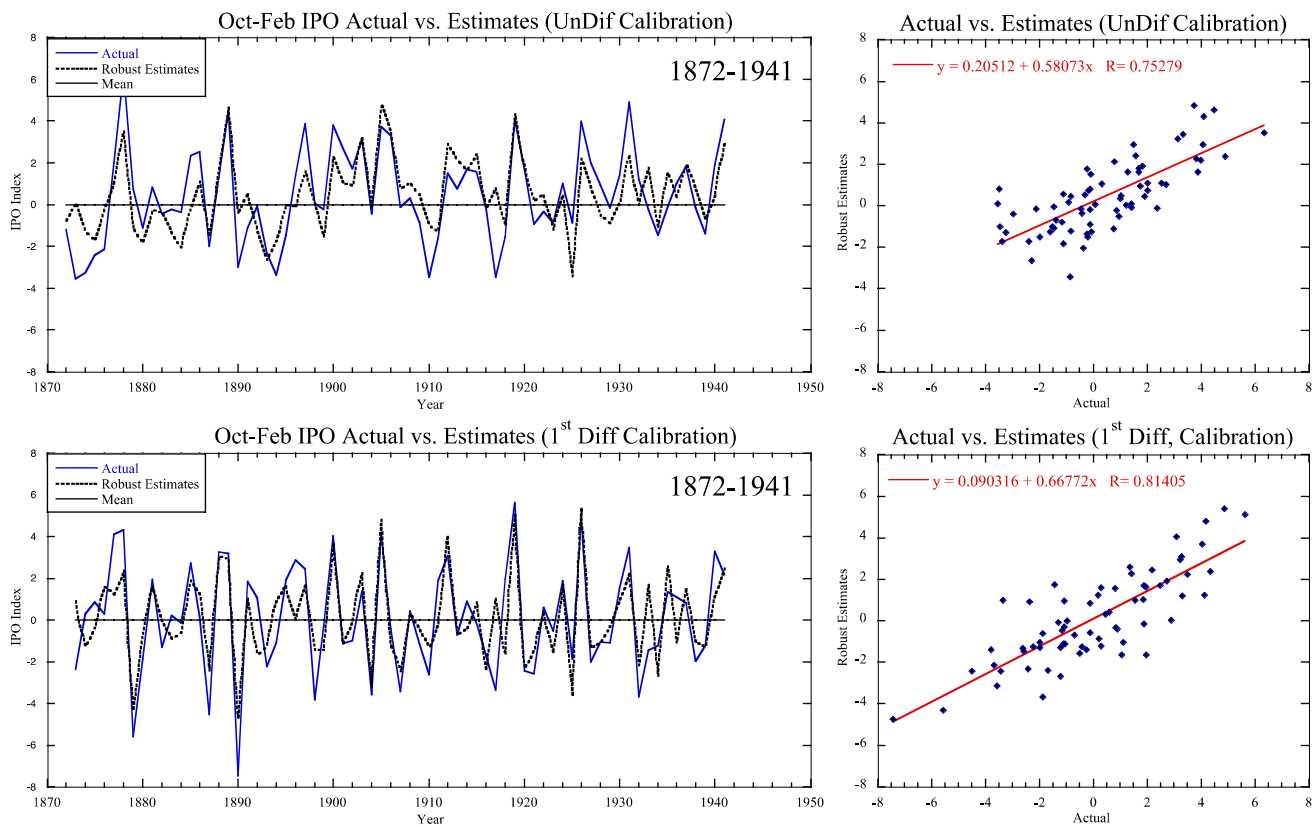 Oct-Feb IPO Actual vs. Estimates (UnDif Calibration)
Actual
Robust Estimates
Mean
1872-1941
IPO Index
8
6
4
2
0
-2
-4
-6
-8
1870 1880 1890 1900 1910 1920 1930 1940 1950
Year
Actual vs. Estimates (UnDif Calibration)
y = 0.20512 + 0.58073x R= 0.75279
Robust Estimates
8
6
4
2
0
-2
-4
-6
-8
-8 -6 -4 -2 0 2 4 6 8
Actual
Oct-Feb IPO Actual vs. Estimates (1st Diff Calibration)
Actual
Robust Estimates
Mean
1872-1941
IPO Index
8
6
4
2
0
-2
-4
-6
-8
1870 1880 1890 1900 1910 1920 1930 1940 1950
Year
Actual vs. Estimates (1st Diff, Calibration)
y = 0.090316 + 0.66772x R= 0.81405
Robust Estimates
8
6
4
2
0
-2
-4
-6
-8
-8 -6 -4 -2 0 2 4 6 8
Actual